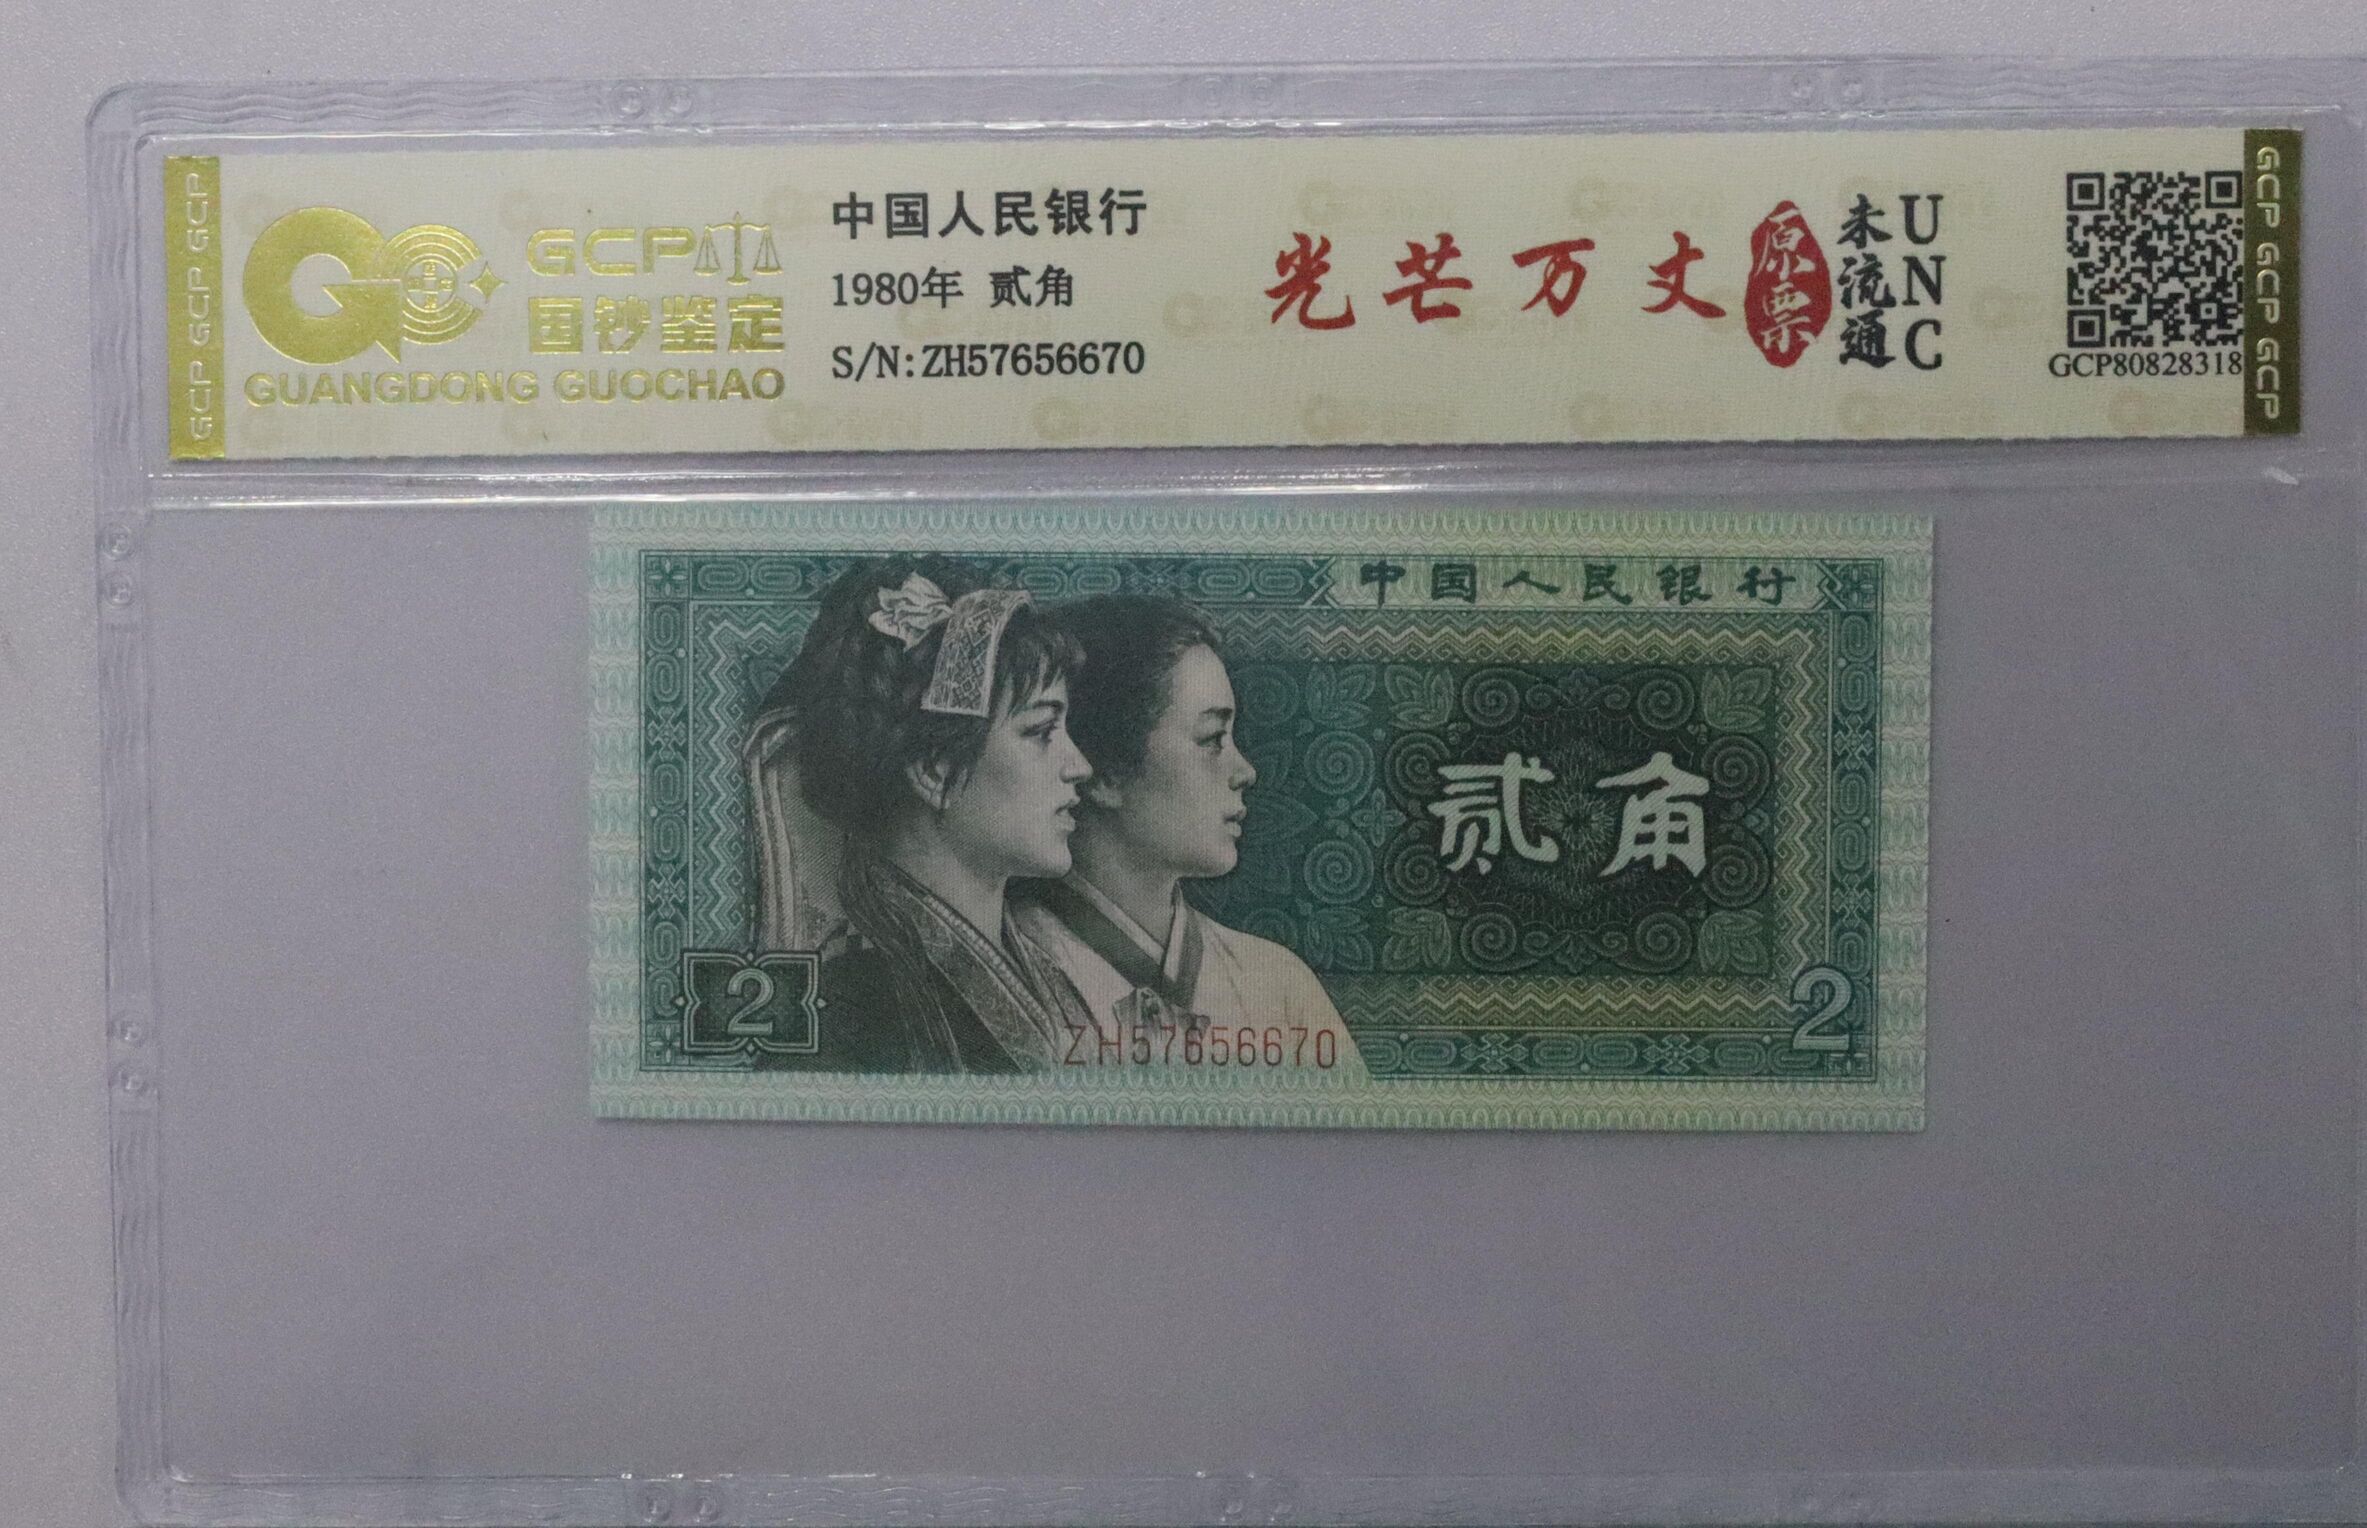 GCP GCP GCP
GCP
国钞鉴定
GUANGDONG GUOCHAO
中国人民银行
1980年 贰角
S/N:ZH57656670
光芒万丈
原票
未流通
UNC
GCP80828318
GCP GCP GCP
中国人民银行
贰角
2
ZH57656670
2